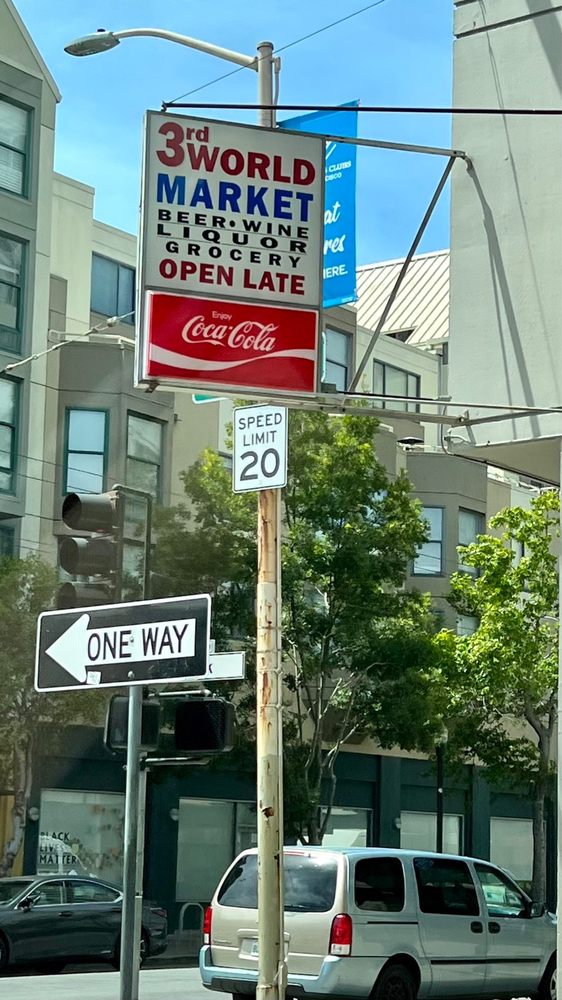 3rd
WORLD
MARKET
BEER•WINE
LIQUOR
GROCERY
OPEN LATE
Enjoy
Coca-Cola
SPEED
LIMIT
20
ONE WAY
BLACK
LIVES
MATTER